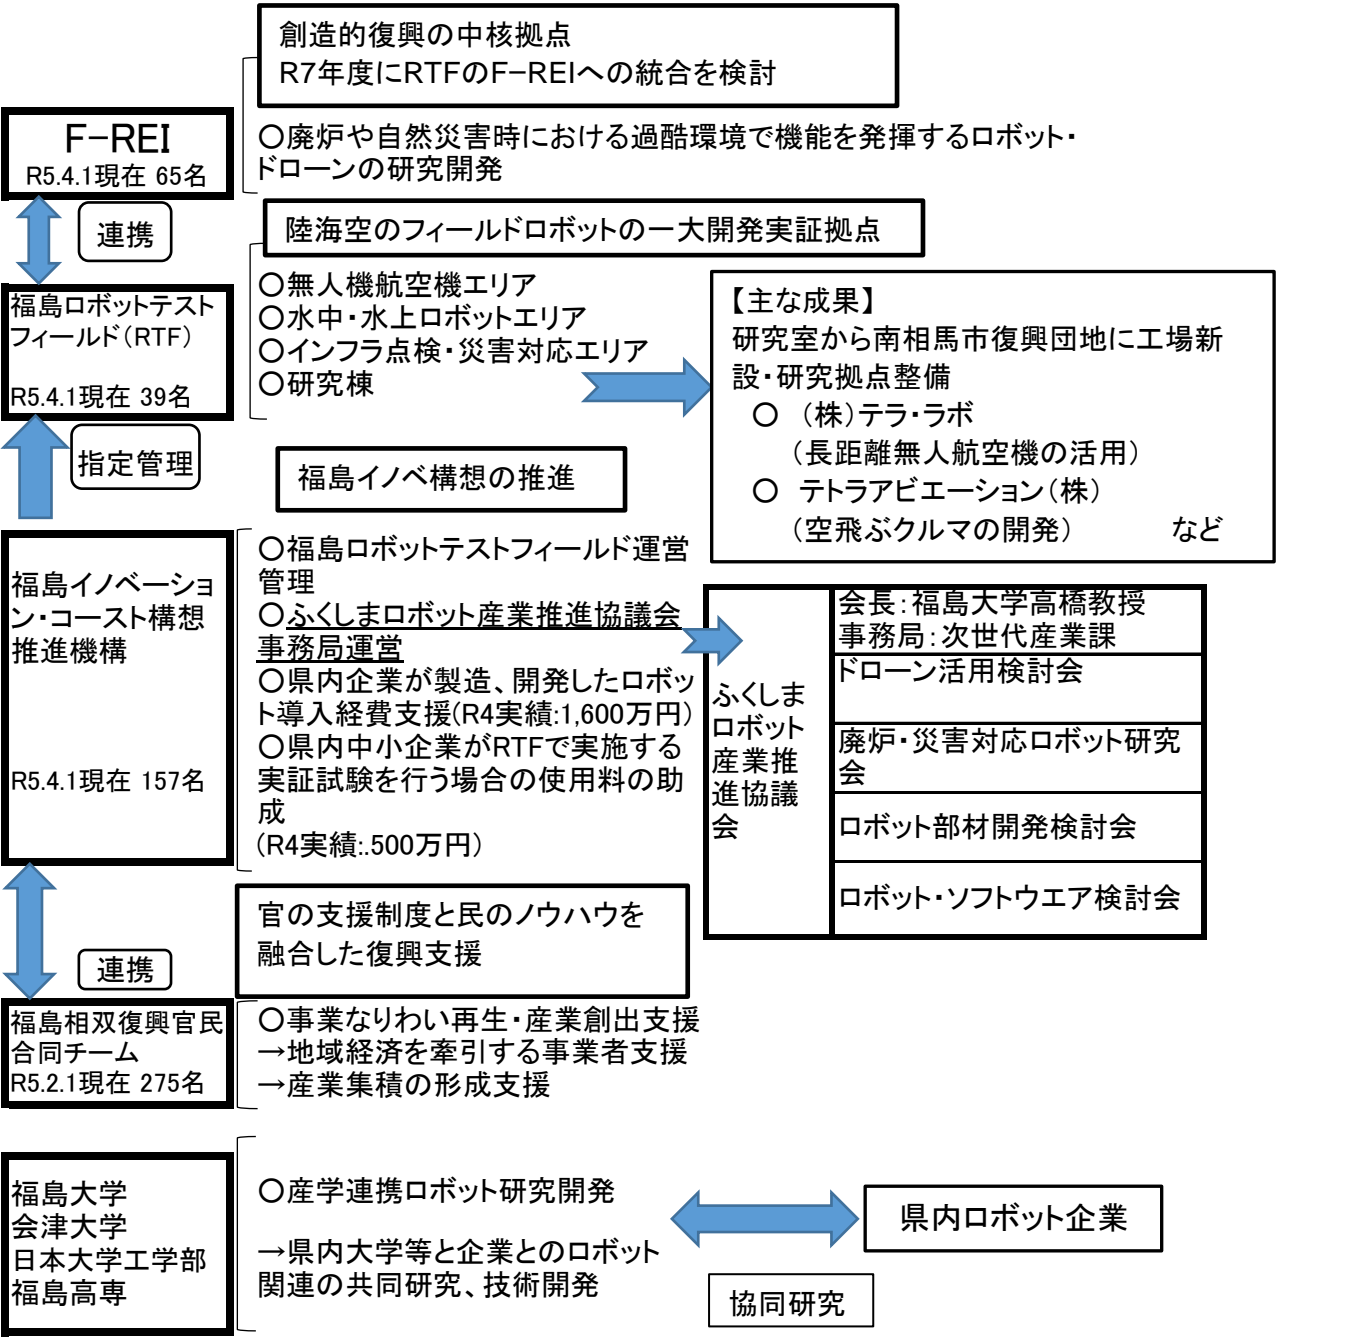 創造的復興の中核拠点
R7年度にRTFのF-REIへの統合を検討
F-REI
R5.4.1現在 65名
○廃炉や自然災害時における過酷環境で機能を発揮するロボット・
ドローンの研究開発
連携
陸海空のフィールドロボットの一大開発実証拠点
福島ロボットテスト
フィールド(RTF)
R5.4.1現在 39名
○無人機航空機エリア
○水中・水上ロボットエリア
○インフラ点検・災害対応エリア
○研究棟
【主な成果】
研究室から南相馬市復興団地に工場新
設・研究拠点整備
○ (株)テラ・ラボ
(長距離無人航空機の活用)
○ テトラアビエーション(株)
(空飛ぶクルマの開発) など
指定管理
福島イノベ構想の推進
福島イノベーショ
ン・コースト構想
推進機構
R5.4.1現在 157名
○福島ロボットテストフィールド運営
管理
○ふくしまロボット産業推進協議会
事務局運営
○県内企業が製造、開発したロボッ
ト導入経費支援(R4実績:1,600万円)
○県内中小企業がRTFで実施する
実証試験を行う場合の使用料の助
成
(R4実績:.500万円)
ふくしま
ロボット
産業推
進協議
会
会長:福島大学高橋教授
事務局:次世代産業課
ドローン活用検討会
廃炉・災害対応ロボット研究
会
ロボット部材開発検討会
ロボット・ソフトウエア検討会
連携
官の支援制度と民のノウハウを
融合した復興支援
福島相双復興官民
合同チーム
R5.2.1現在 275名
○事業なりわい再生・産業創出支援
→地域経済を牽引する事業者支援
→産業集積の形成支援
福島大学
会津大学
日本大学工学部
福島高専
○産学連携ロボット研究開発
→県内大学等と企業とのロボット
関連の共同研究、技術開発
県内ロボット企業
協同研究